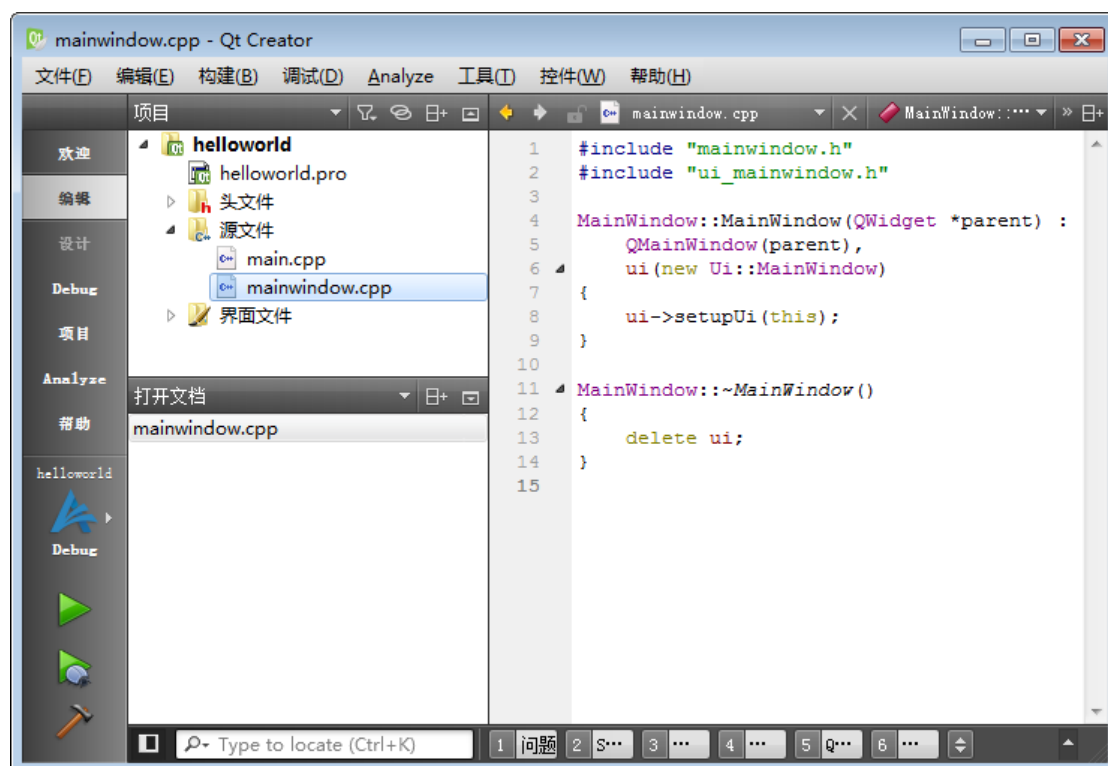 mainwindow.cpp - Qt Creator
文件(F) 编辑(E) 构建(B) 调试(D) Analyze 工具(T) 控件(W) 帮助(H)
项目
mainwindow.cpp
MainWindow::···
欢迎
编辑
设计
Debug
项目
Analyze
帮助
helloworld
Debug
helloworld
helloworld.pro
头文件
源文件
main.cpp
mainwindow.cpp
界面文件
打开文档
mainwindow.cpp
1 #include "mainwindow.h"
2 #include "ui_mainwindow.h"
3
4 MainWindow::MainWindow(QWidget *parent) :
5 QMainWindow(parent),
6 ui(new Ui::MainWindow)
7 {
8 ui->setupUi(this);
9 }
10
11 MainWindow::~MainWindow()
12 {
13 delete ui;
14 }
15
Type to locate (Ctrl+K) 1 问题 2 S··· 3 ··· 4 ··· 5 Q··· 6 ···